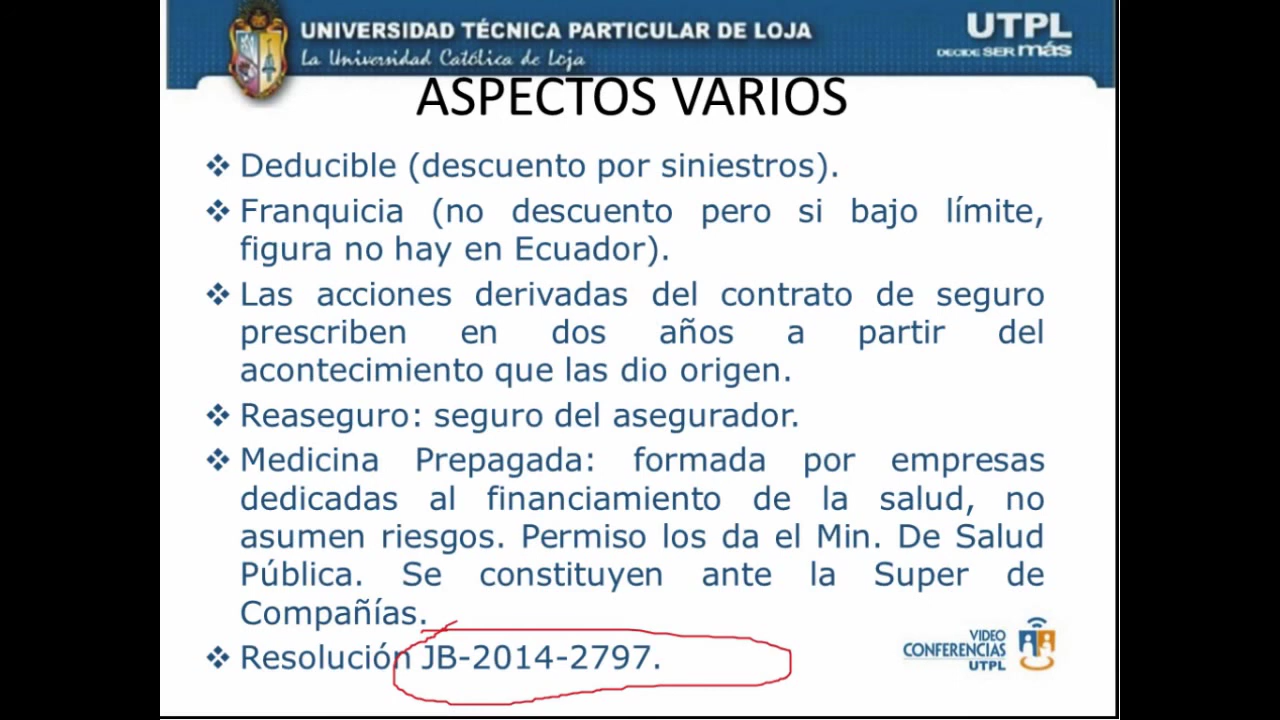 UNIVERSIDAD TÉCNICA PARTICULAR DE LOJA
La Universidad Católica de Loja
UTPL
DECIDE SER más
ASPECTOS VARIOS
❖ Deducible (descuento por siniestros).
❖ Franquicia (no descuento pero si bajo límite,
figura no hay en Ecuador).
❖ Las acciones derivadas del contrato de seguro
prescriben en dos años a partir del
acontecimiento que las dio origen.
❖ Reaseguro: seguro del asegurador.
❖ Medicina Prepagada: formada por empresas
dedicadas al financiamiento de la salud, no
asumen riesgos. Permiso los da el Min. De Salud
Pública. Se constituyen ante la Super de
Compañías.
❖ Resolución JB-2014-2797.
VIDEO
CONFERENCIAS
UTPL